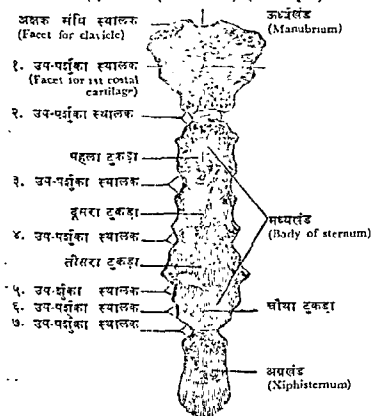 अक्षक संधि स्थालक
(Facet for clavicle)
ऊर्ध्वखंड
(Manubrium)
१. उप-पर्शुका स्थालक
(Facet for 1st costal
cartilage)
२. उप-पर्शुका स्थालक
पहला टुकड़ा
३. उप-पर्शुका स्थालक
दूसरा टुकड़ा
४. उप-पर्शुका स्थालक
मध्यखंड
(Body of sternum)
तीसरा टुकड़ा
५. उप-पर्शुका स्थालक
६. उप-पर्शुका स्थालक
चौथा टुकड़ा
७. उप-पर्शुका स्थालक
अग्रखंड
(Xiphisternum)